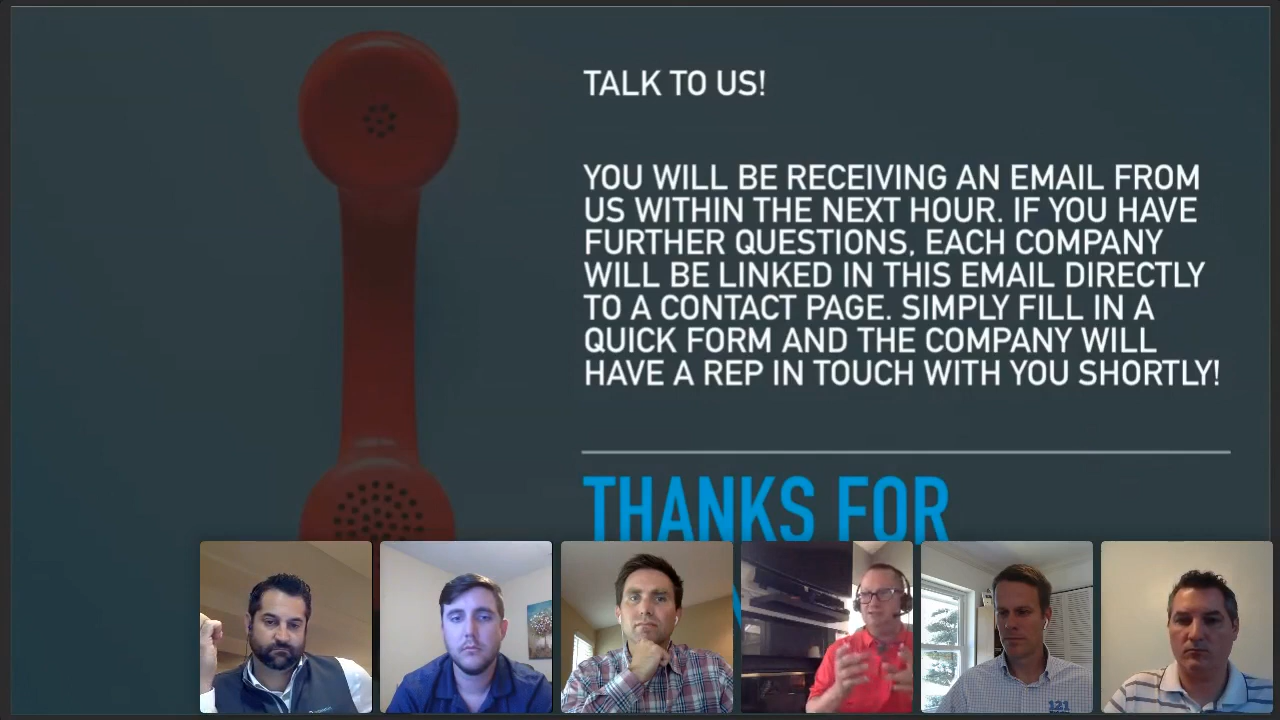 TALK TO US!
YOU WILL BE RECEIVING AN EMAIL FROM
US WITHIN THE NEXT HOUR. IF YOU HAVE
FURTHER QUESTIONS, EACH COMPANY
WILL BE LINKED IN THIS EMAIL DIRECTLY
TO A CONTACT PAGE. SIMPLY FILL IN A
QUICK FORM AND THE COMPANY WILL
HAVE A REP IN TOUCH WITH YOU SHORTLY!
THANKS FOR
121